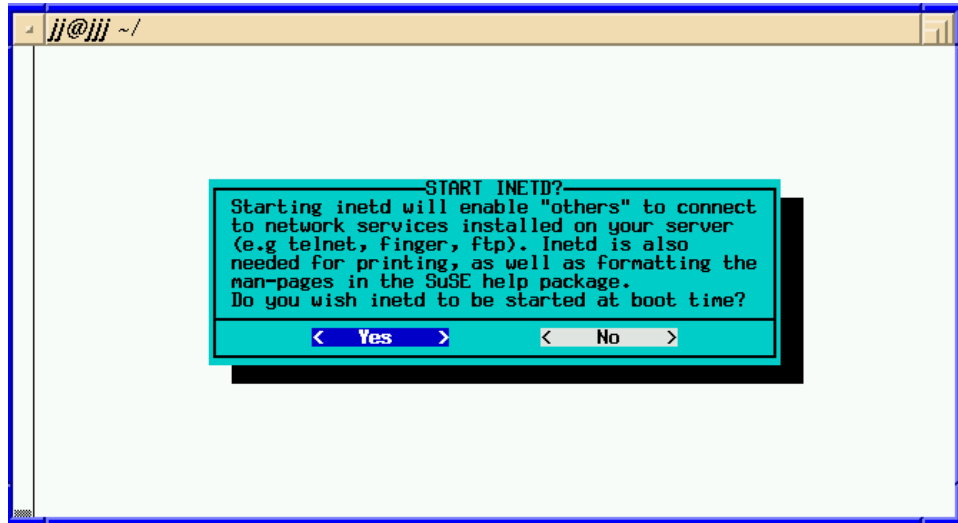 jj@jjj ~/
START INETD?
Starting inetd will enable "others" to connect
to network services installed on your server
(e.g telnet, finger, ftp). Inetd is also
needed for printing, as well as formatting the
man-pages in the SuSE help package.
Do you wish inetd to be started at boot time?
< Yes > < No >